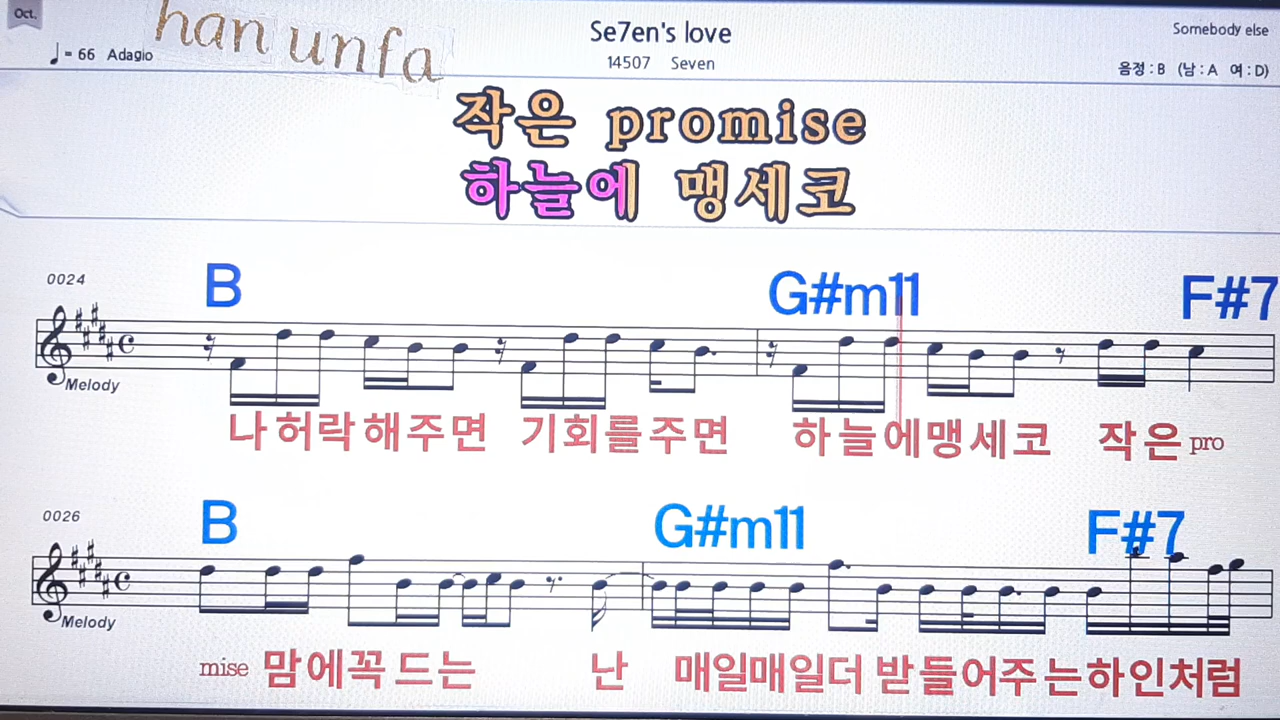 Oct.
han unfa
Se7en's love
Somebody else
♩= 66 Adagio
14507 Seven
음정 : B (남 : A 여 : D)
작은 promise
하늘에 맹세코
0024
B G#m11 F#7
Melody
나허락해주면 기회를주면 하늘에맹세코 작은 pro
0026
B G#m11 F#7
Melody
mise 맘에꼭드는 난 매일매일더 받들어주는하인처럼